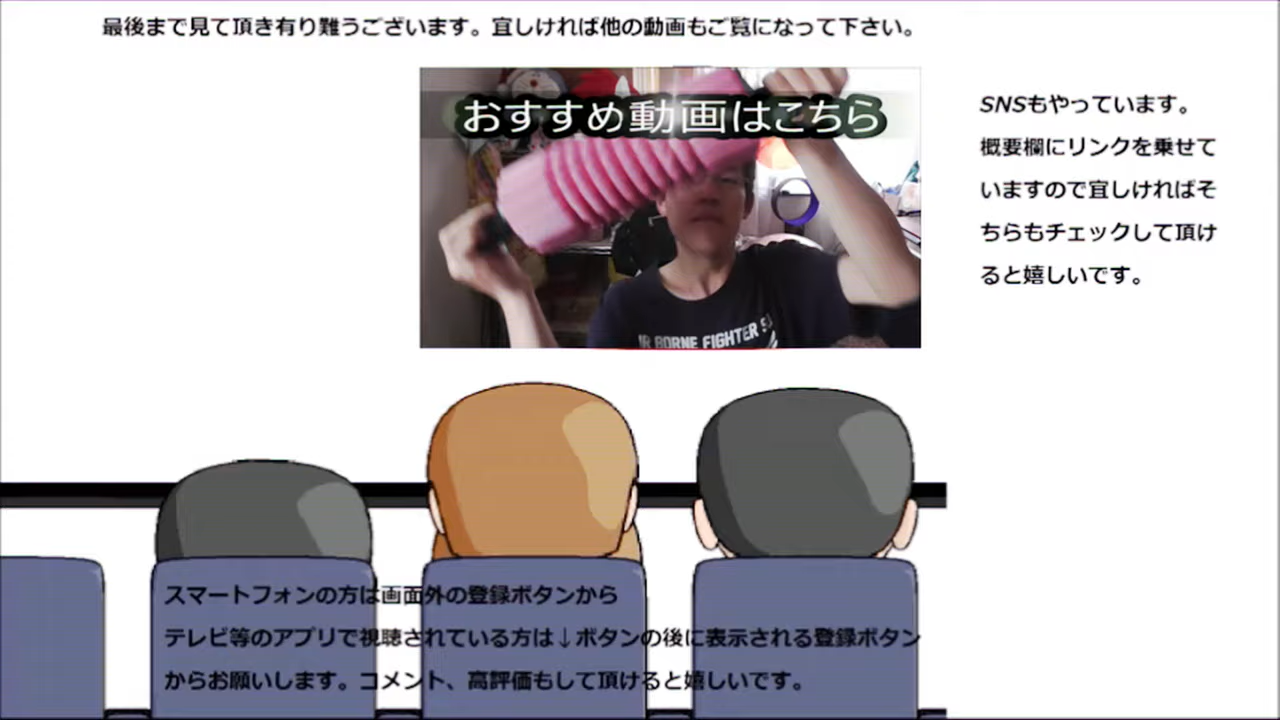 最後まで見て頂き有り難うございます。宜しければ他の動画もご覧になって下さい。
おすすめ動画はこちら
SNSもやっています。
概要欄にリンクを乗せて
いますので宜しければそ
ちらもチェックして頂け
ると嬉しいです。
IR BORNE FIGHTER
スマートフォンの方は画面外の登録ボタンから
テレビ等のアプリで視聴されている方は↓ボタンの後に表示される登録ボタン
からお願いします。コメント、高評価もして頂けると嬉しいです。